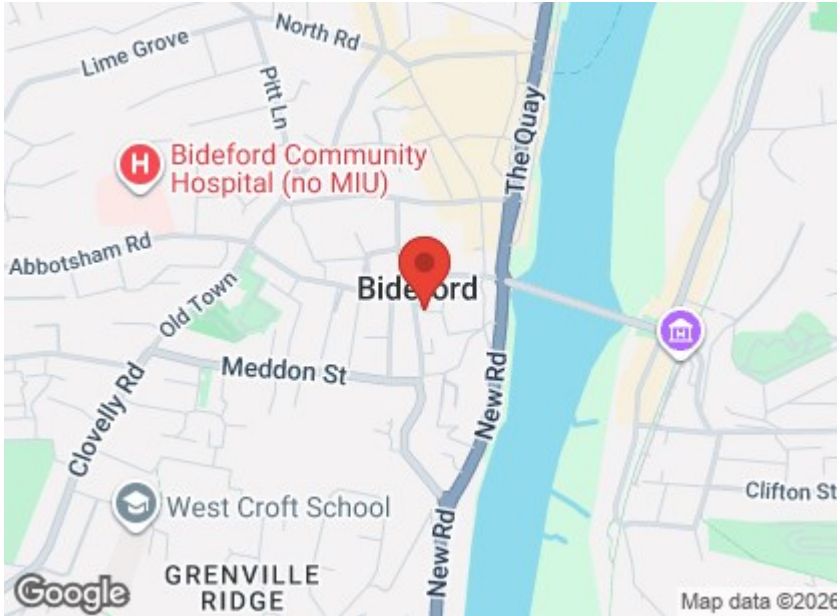 Lime Grove
North Rd
Pitt Ln
The Quay
H
Bideford Community
Hospital (no MIU)
Abbotsham Rd
Old Town
Bideford
Meddon St
New Rd
Clovelly Rd
West Croft School
Clifton St
New Rd
GRENVILLE
RIDGE
Google
Map data ©2026